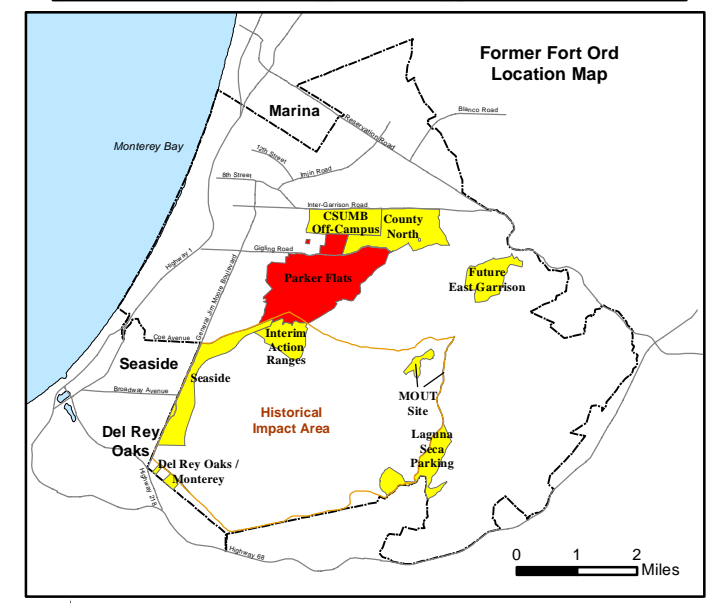 Former Fort Ord
Location Map
Marina
Blanco Road
Reservation Road
Monterey Bay
12th Street
Imjin Road
8th Street
Inter-Garrison Road
CSUMB
Off-Campus
County
North
Gigling Road
Highway 1
General Jim Moore Boulevard
Parker Flats
Future
East Garrison
Coe Avenue
Interim
Action
Ranges
Seaside
Seaside
Broadway Avenue
MOUT
Site
Historical
Impact Area
Del Rey
Oaks
Laguna
Seca
Parking
Del Rey Oaks /
Monterey
Highway 218
Highway 68
0 1 2
Miles